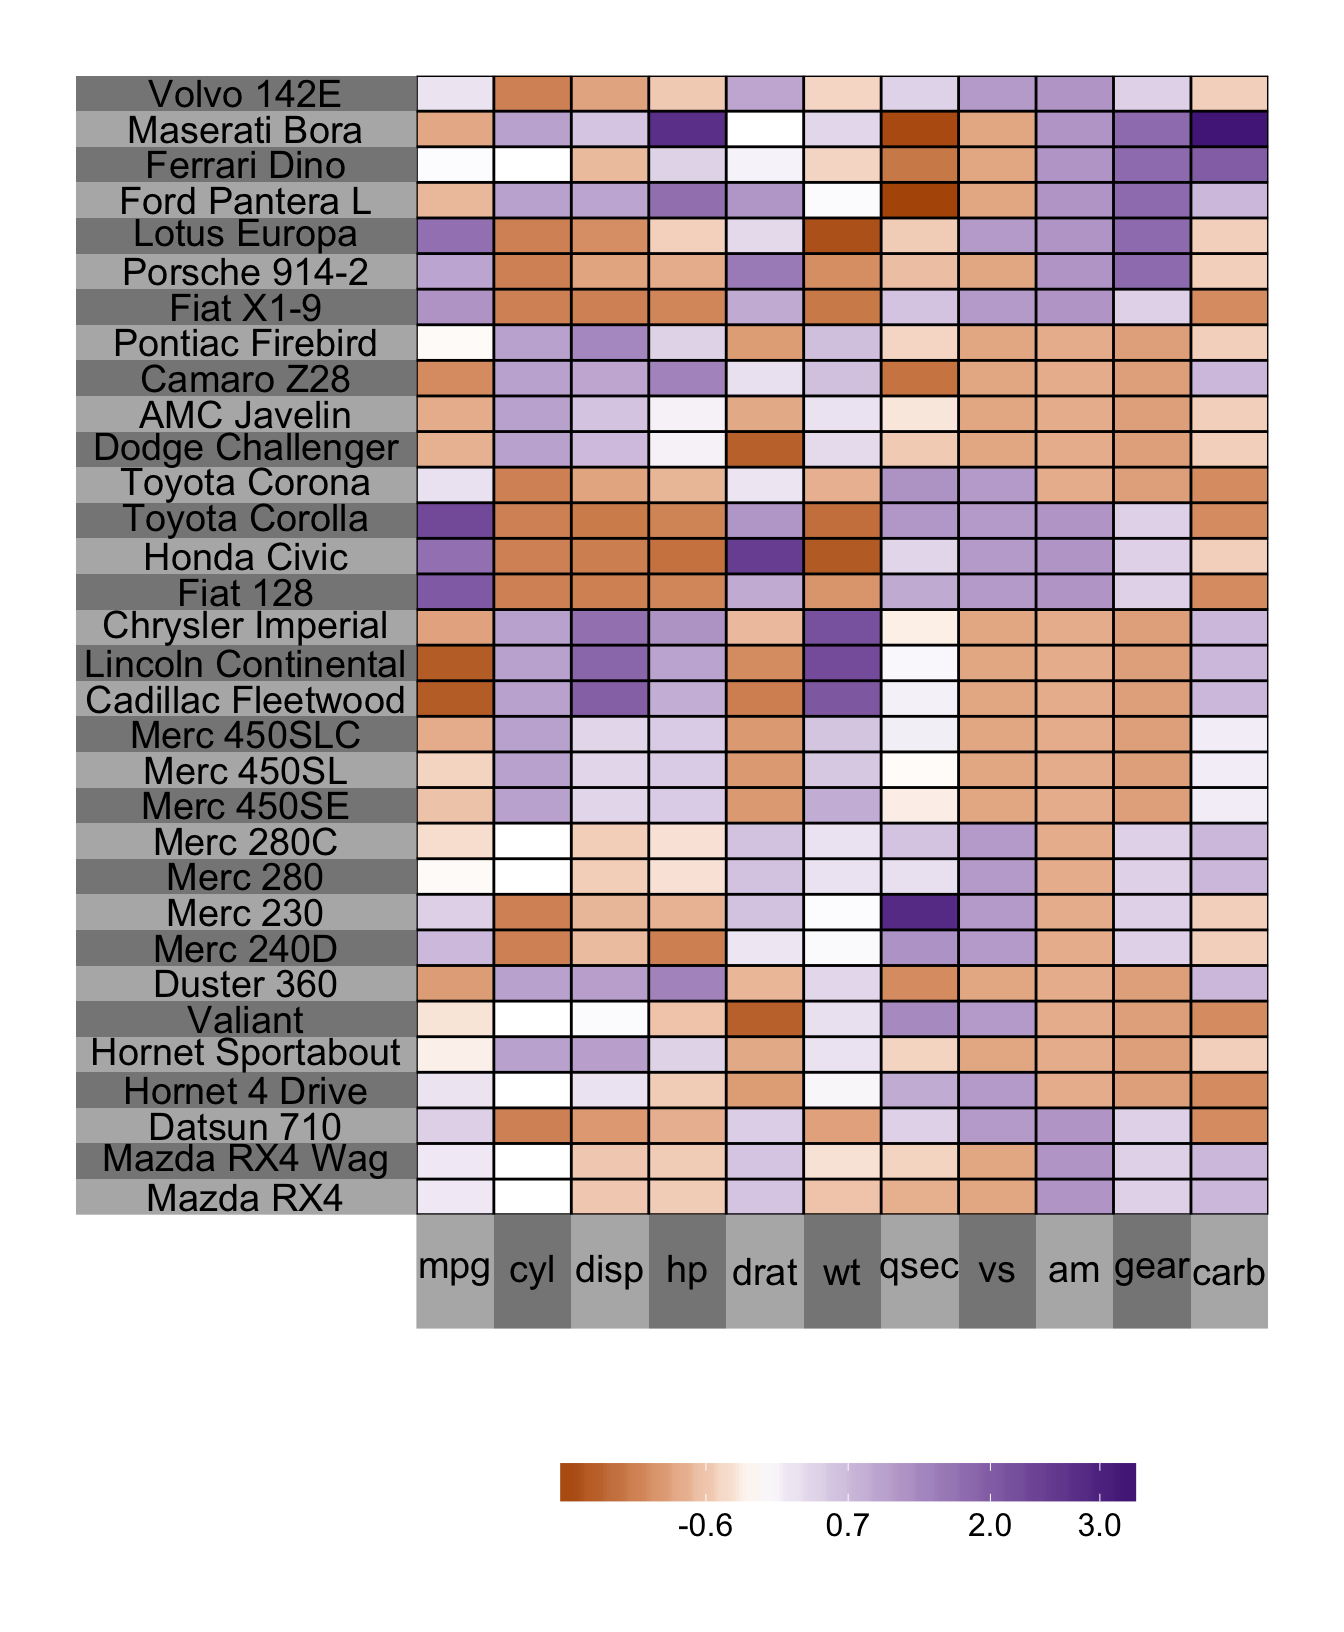 Volvo 142E
Maserati Bora
Ferrari Dino
Ford Pantera L
Lotus Europa
Porsche 914-2
Fiat X1-9
Pontiac Firebird
Camaro Z28
AMC Javelin
Dodge Challenger
Toyota Corona
Toyota Corolla
Honda Civic
Fiat 128
Chrysler Imperial
Lincoln Continental
Cadillac Fleetwood
Merc 450SLC
Merc 450SL
Merc 450SE
Merc 280C
Merc 280
Merc 230
Merc 240D
Duster 360
Valiant
Hornet Sportabout
Hornet 4 Drive
Datsun 710
Mazda RX4 Wag
Mazda RX4
mpg cyl disp hp drat wt qsec vs am gear carb
-0.6 0.7 2.0 3.0